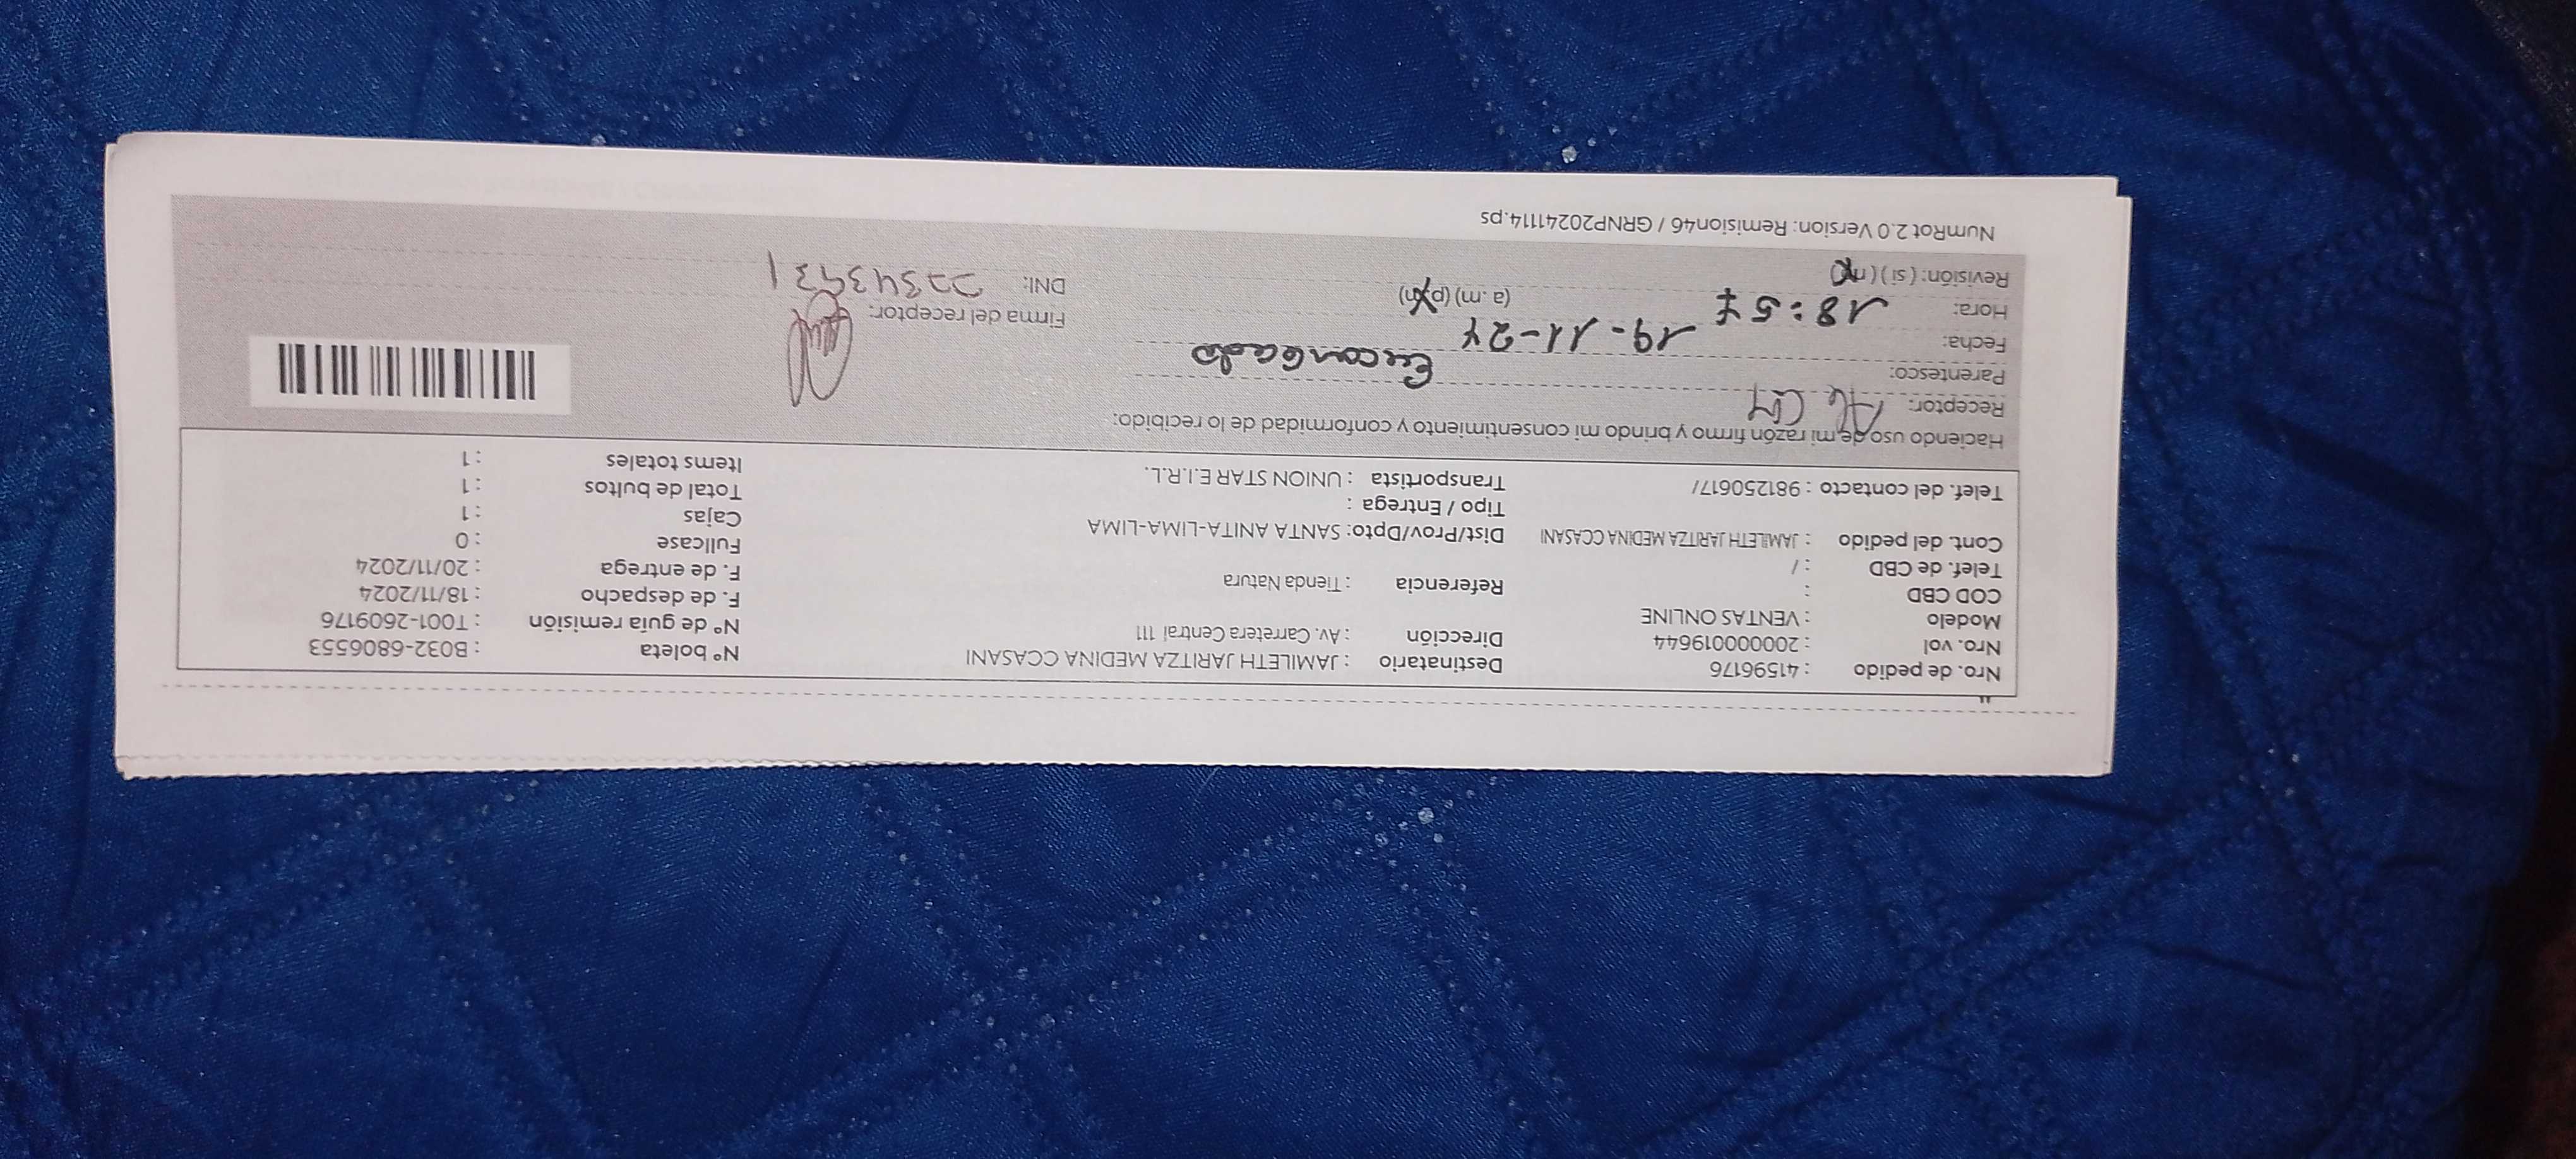 Nro. de pedido : 41596176 Destinatario : JAMILETH JARITZA MEDINA CCASANI Nº boleta : B032-6806553
Nro. vol : 2000000019644 Dirección : Av. Carretera Central 111 Nº de guía remisión : T001-2609176
Modelo : VENTAS ONLINE F. de despacho : 18/11/2024
COD CBD : Referencia : Tienda Natura F. de entrega : 20/11/2024
Telef. de CBD : / Fullcase : 0
Cont. del pedido : JAMILETH JARITZA MEDINA CCASANI Dist/Prov/Dpto: SANTA ANITA-LIMA-LIMA Cajas : 1
Tipo / Entrega : Total de bultos : 1
Telef. del contacto : 981250617/ Transportista : UNION STAR E.I.R.L. Items totales : 1
Haciendo uso de mi razón firmo y brindo mi consentimiento y conformidad de lo recibido:
Receptor:
Parentesco: Encargado
Fecha: 19-11-24
Hora: 18:57 (a .m) (p.m) Firma del receptor:
Revisión: ( si ) ( no) DNI:
NumRot 2.0 Version: Remision46 / GRNP20241114.ps